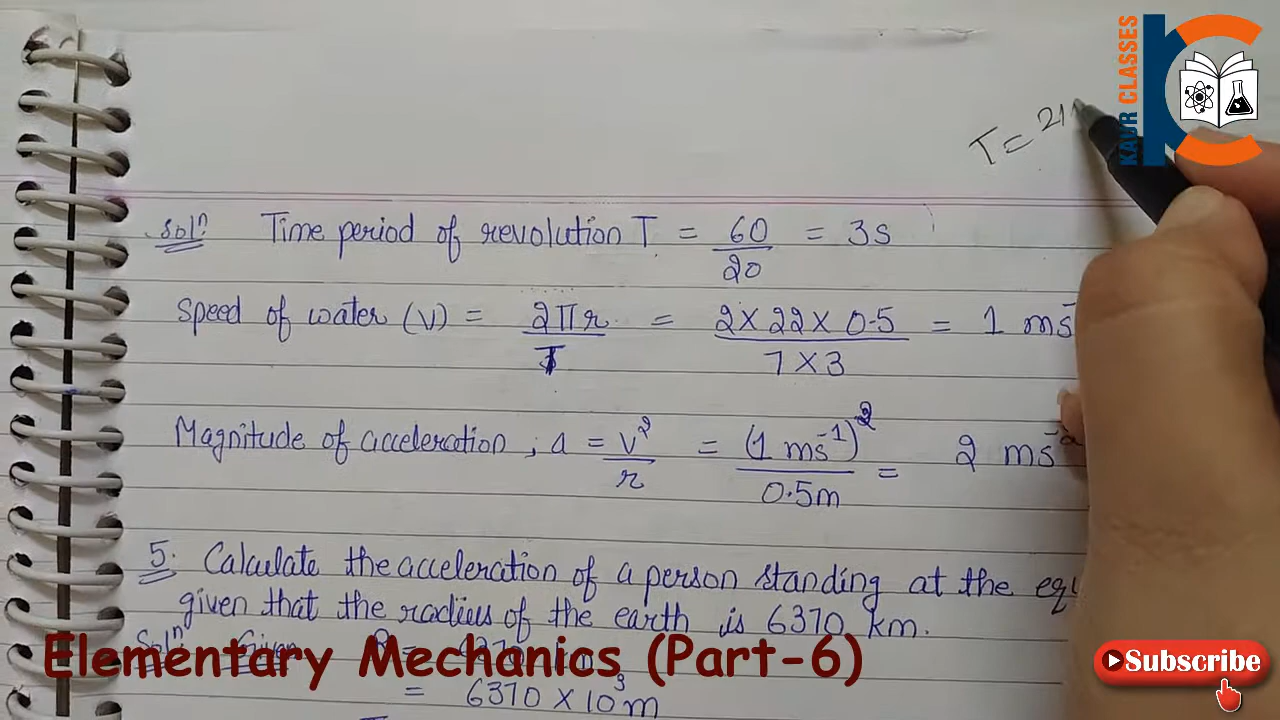 KAUR CLASSES
T =
Solⁿ Time period of revolution T = 60/20 = 3s
Speed of water (v) = 2πr/T = 2×22×0.5/7×3 = 1 ms⁻
Magnitude of acceleration, a = v²/r = (1 ms⁻¹)²/0.5m = 2 ms⁻²
5. Calculate the acceleration of a person standing at the
given that the radius of the earth is 6370 km.
Solⁿ Given R =
= 6370 × 10³ m
Elementary Mechanics (Part-6)
Subscribe